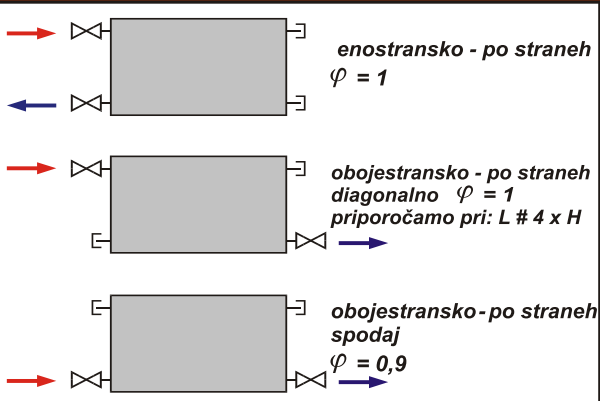 enostransko - po straneh
φ = 1
obojestransko - po straneh
diagonalno φ = 1
priporočamo pri: L # 4 x H
obojestransko - po straneh
spodaj
φ = 0,9